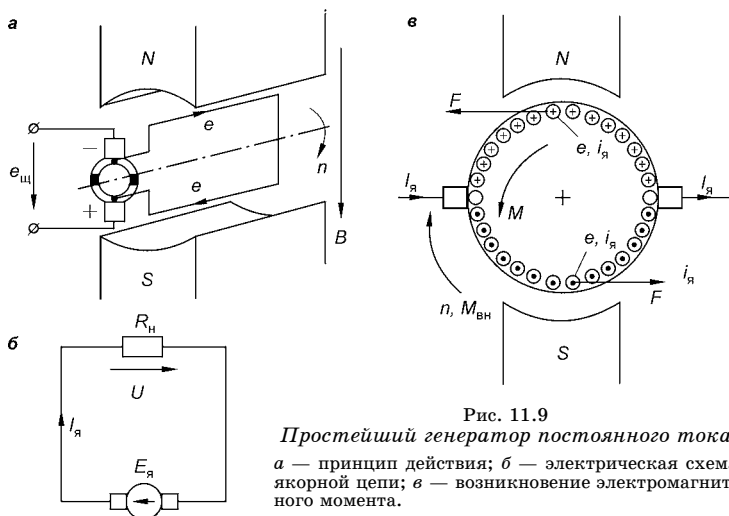 а
N
e
−
eщ
+
e
n
B
S
в
N
F
e, iя
Iя
Iя
M
e, iя
iя
n, Mвн
F
S
б
Rн
U
Iя
Eя
Рис. 11.9
Простейший генератор постоянного тока
а — принцип действия; б — электрическая схема
якорной цепи; в — возникновение электромагнит-
ного момента.